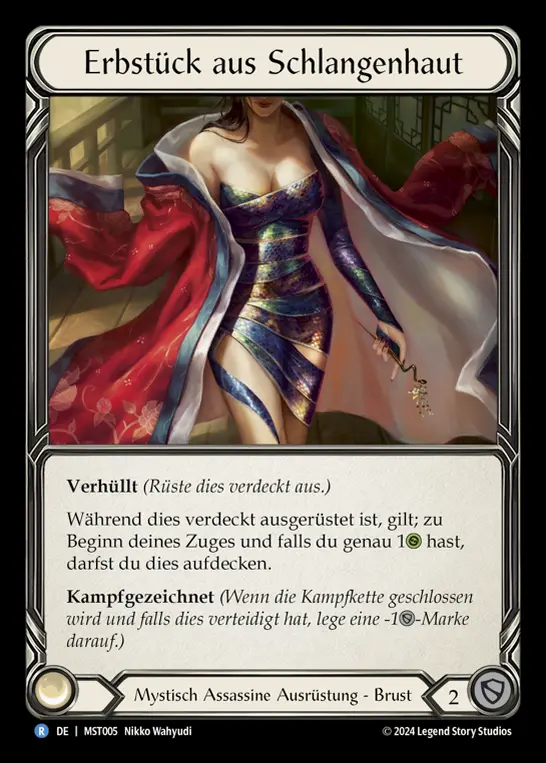 Erbstück aus Schlangenhaut
Verhüllt (Rüste dies verdeckt aus.)
Während dies verdeckt ausgerüstet ist, gilt; zu
Beginn deines Zuges und falls du genau 1 hast,
darfst du dies aufdecken.
Kampfgezeichnet (Wenn die Kampfkette geschlossen
wird und falls dies verteidigt hat, lege eine -1-Marke
darauf.)
Mystisch Assassine Ausrüstung - Brust
2
R DE | MST005 Nikko Wahyudi
© 2024 Legend Story Studios